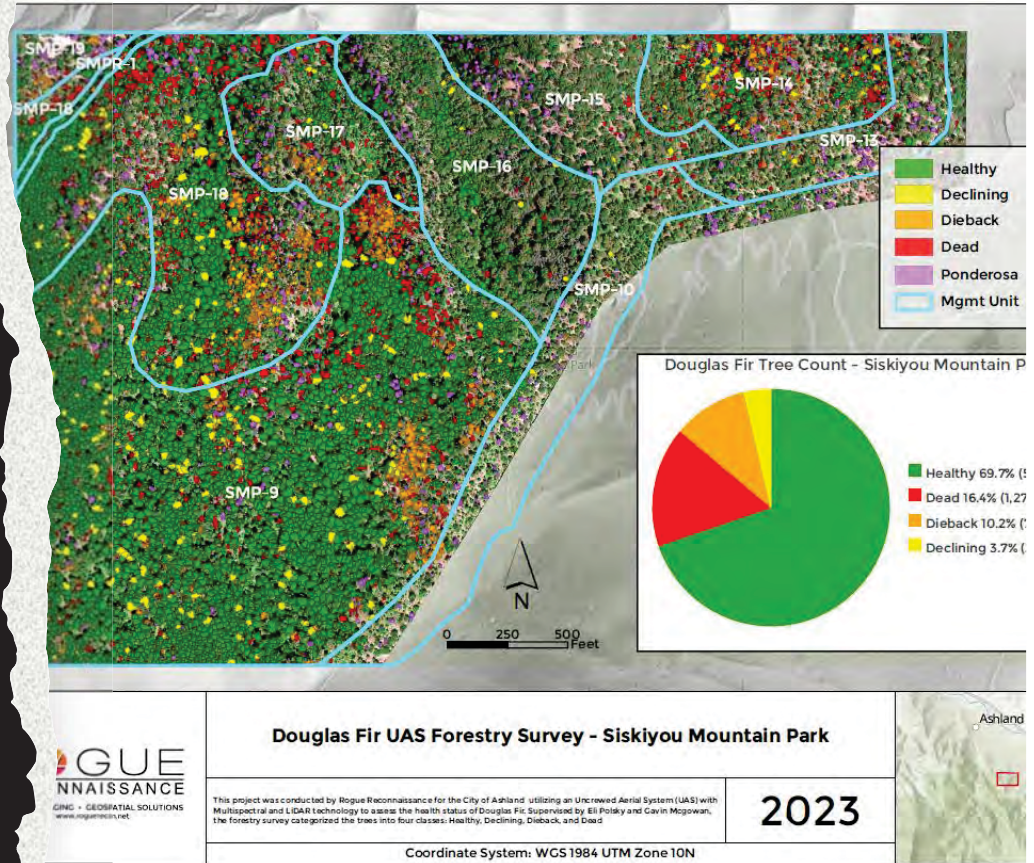 SMP-19
SMPR-1
SMP-18
SMP-17
SMP-18
SMP-16
SMP-15
SMP-14
SMP-13
SMP-10
SMP-9
Park
Healthy
Declining
Dieback
Dead
Ponderosa
Mgmt Unit
Douglas Fir Tree Count - Siskiyou Mountain P
Healthy 69.7% (5
Dead 16.4% (1,27
Dieback 10.2% (
Declining 3.7% (
N
0 250 500
Feet
GUE
NNAISSANCE
GING • GEOSPATIAL SOLUTIONS
www.roguerecon.net
Douglas Fir UAS Forestry Survey - Siskiyou Mountain Park
This project was conducted by Rogue Reconnaissance for the City of Ashland utilizing an Uncrewed Aerial System (UAS) with
Multispectral and LiDAR technology to assess the health status of Douglas Fir. Supervised by Eli Polsky and Gavin Mcgowan,
the forestry survey categorized the trees into four classes: Healthy, Declining, Dieback, and Dead
2023
Coordinate System: WGS 1984 UTM Zone 10N
Ashland